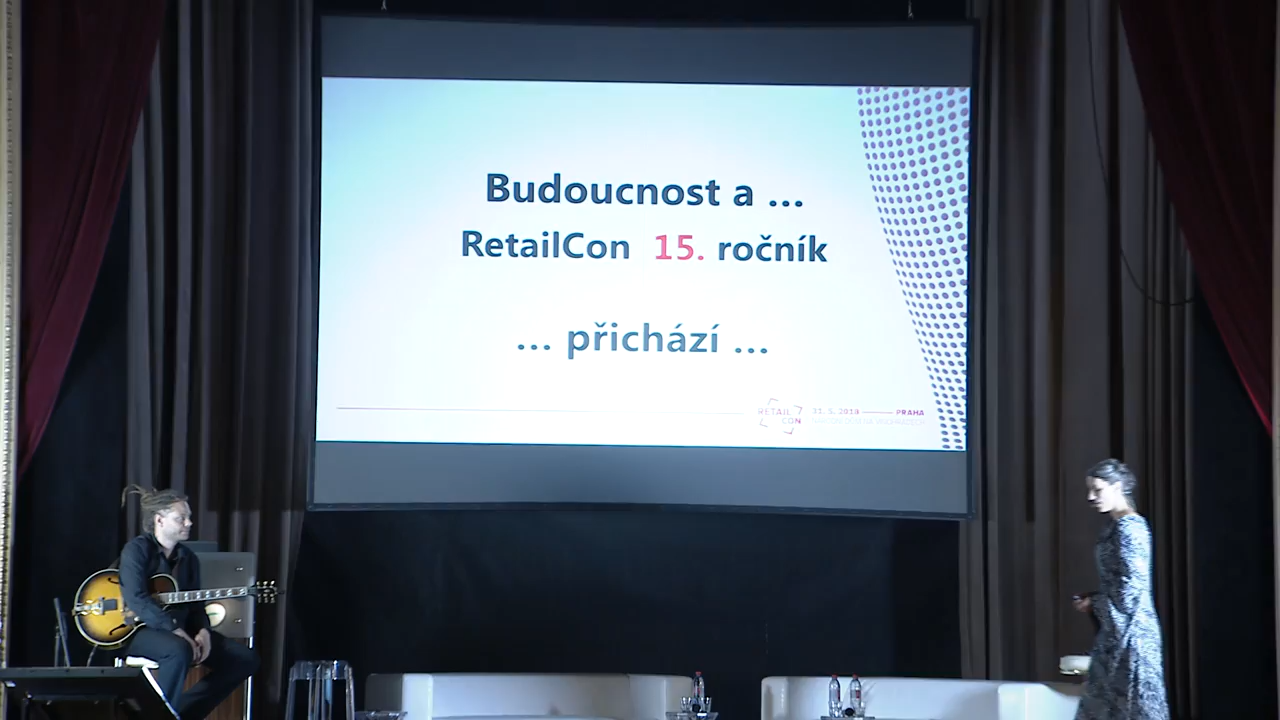 Budoucnost a ...
RetailCon 15. ročník
... přichází ...
RETAIL
CON
31. 5. 2018
PRAHA